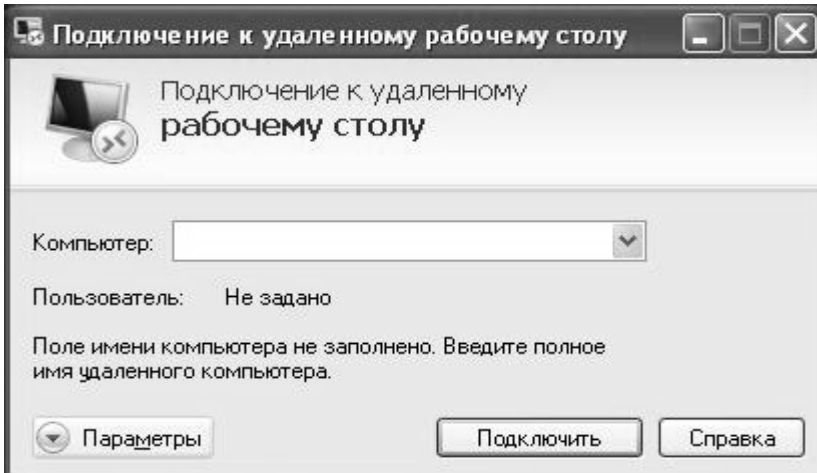 Подключение к удаленному рабочему столу
Подключение к удаленному
рабочему столу
Компьютер:
Пользователь: Не задано
Поле имени компьютера не заполнено. Введите полное
имя удаленного компьютера.
Параметры Подключить Справка